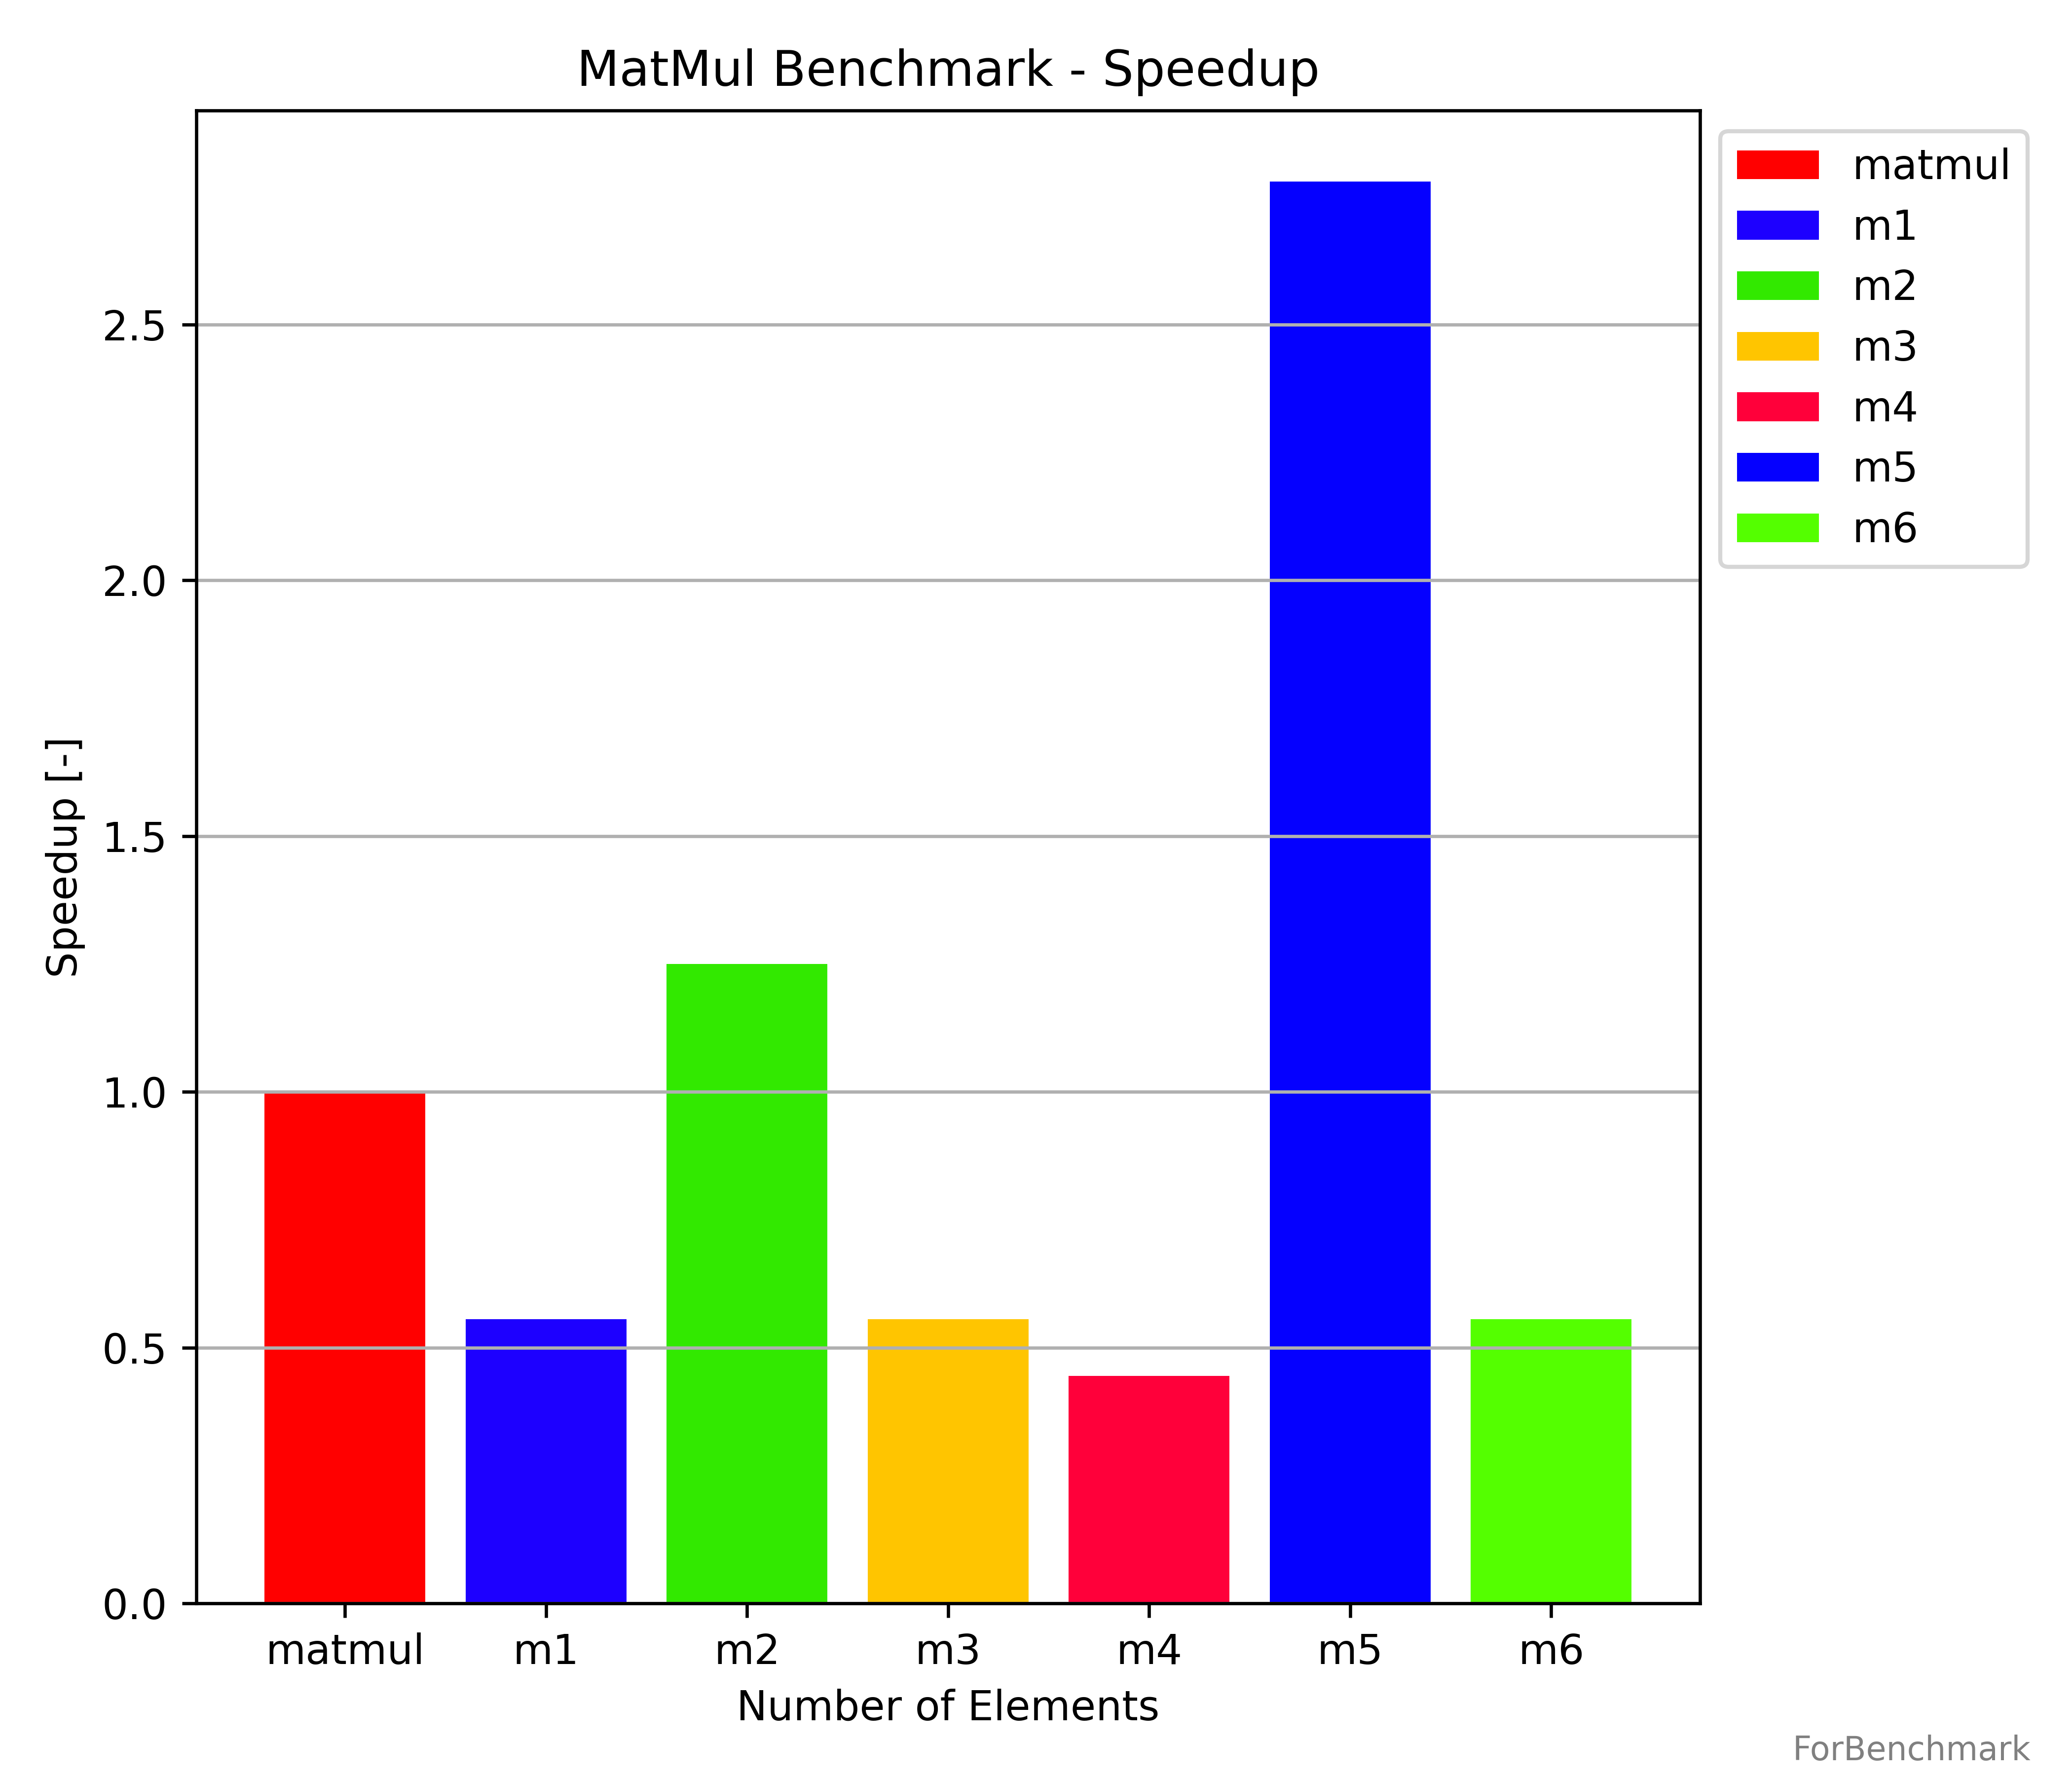 MatMul Benchmark - Speedup
matmul
m1
m2
m3
m4
m5
m6
Speedup [-]
2.5
2.0
1.5
1.0
0.5
0.0
matmul m1 m2 m3 m4 m5 m6
Number of Elements
ForBenchmark